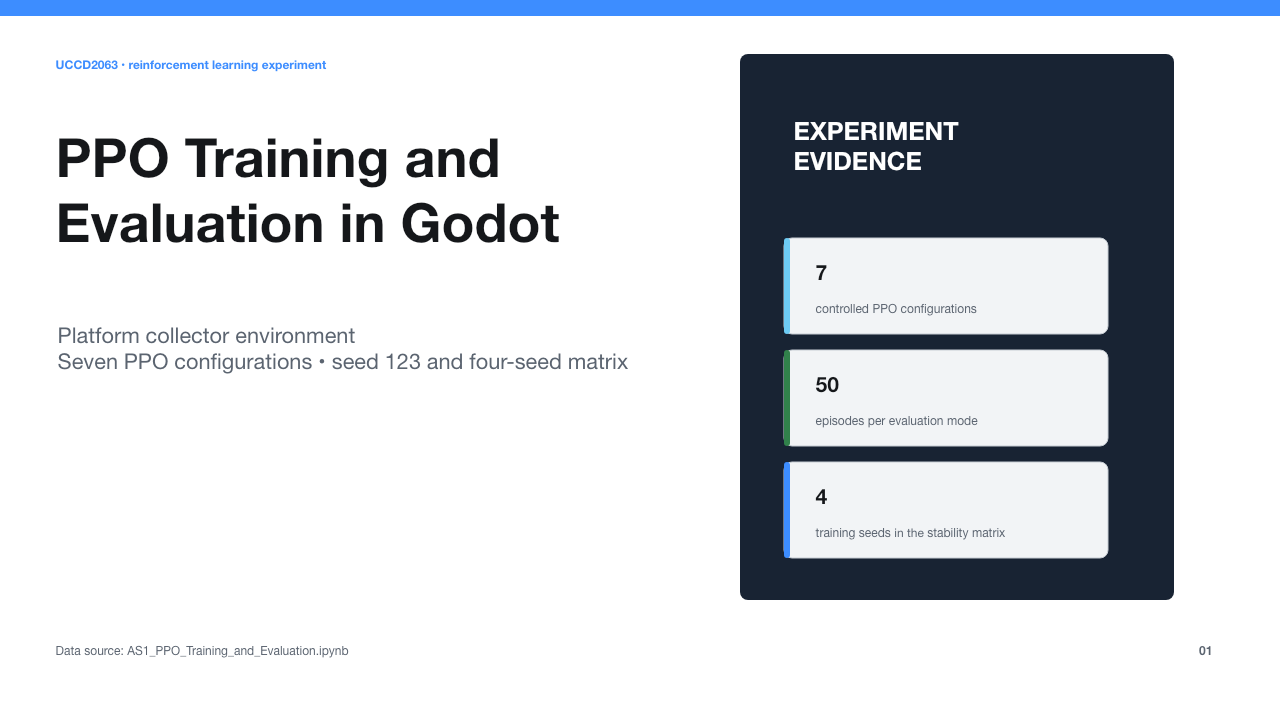 UCCD2063 • reinforcement learning experiment
PPO Training and
Evaluation in Godot
Platform collector environment
Seven PPO configurations • seed 123 and four-seed matrix
EXPERIMENT
EVIDENCE
7
controlled PPO configurations
50
episodes per evaluation mode
4
training seeds in the stability matrix
Data source: AS1_PPO_Training_and_Evaluation.ipynb
01